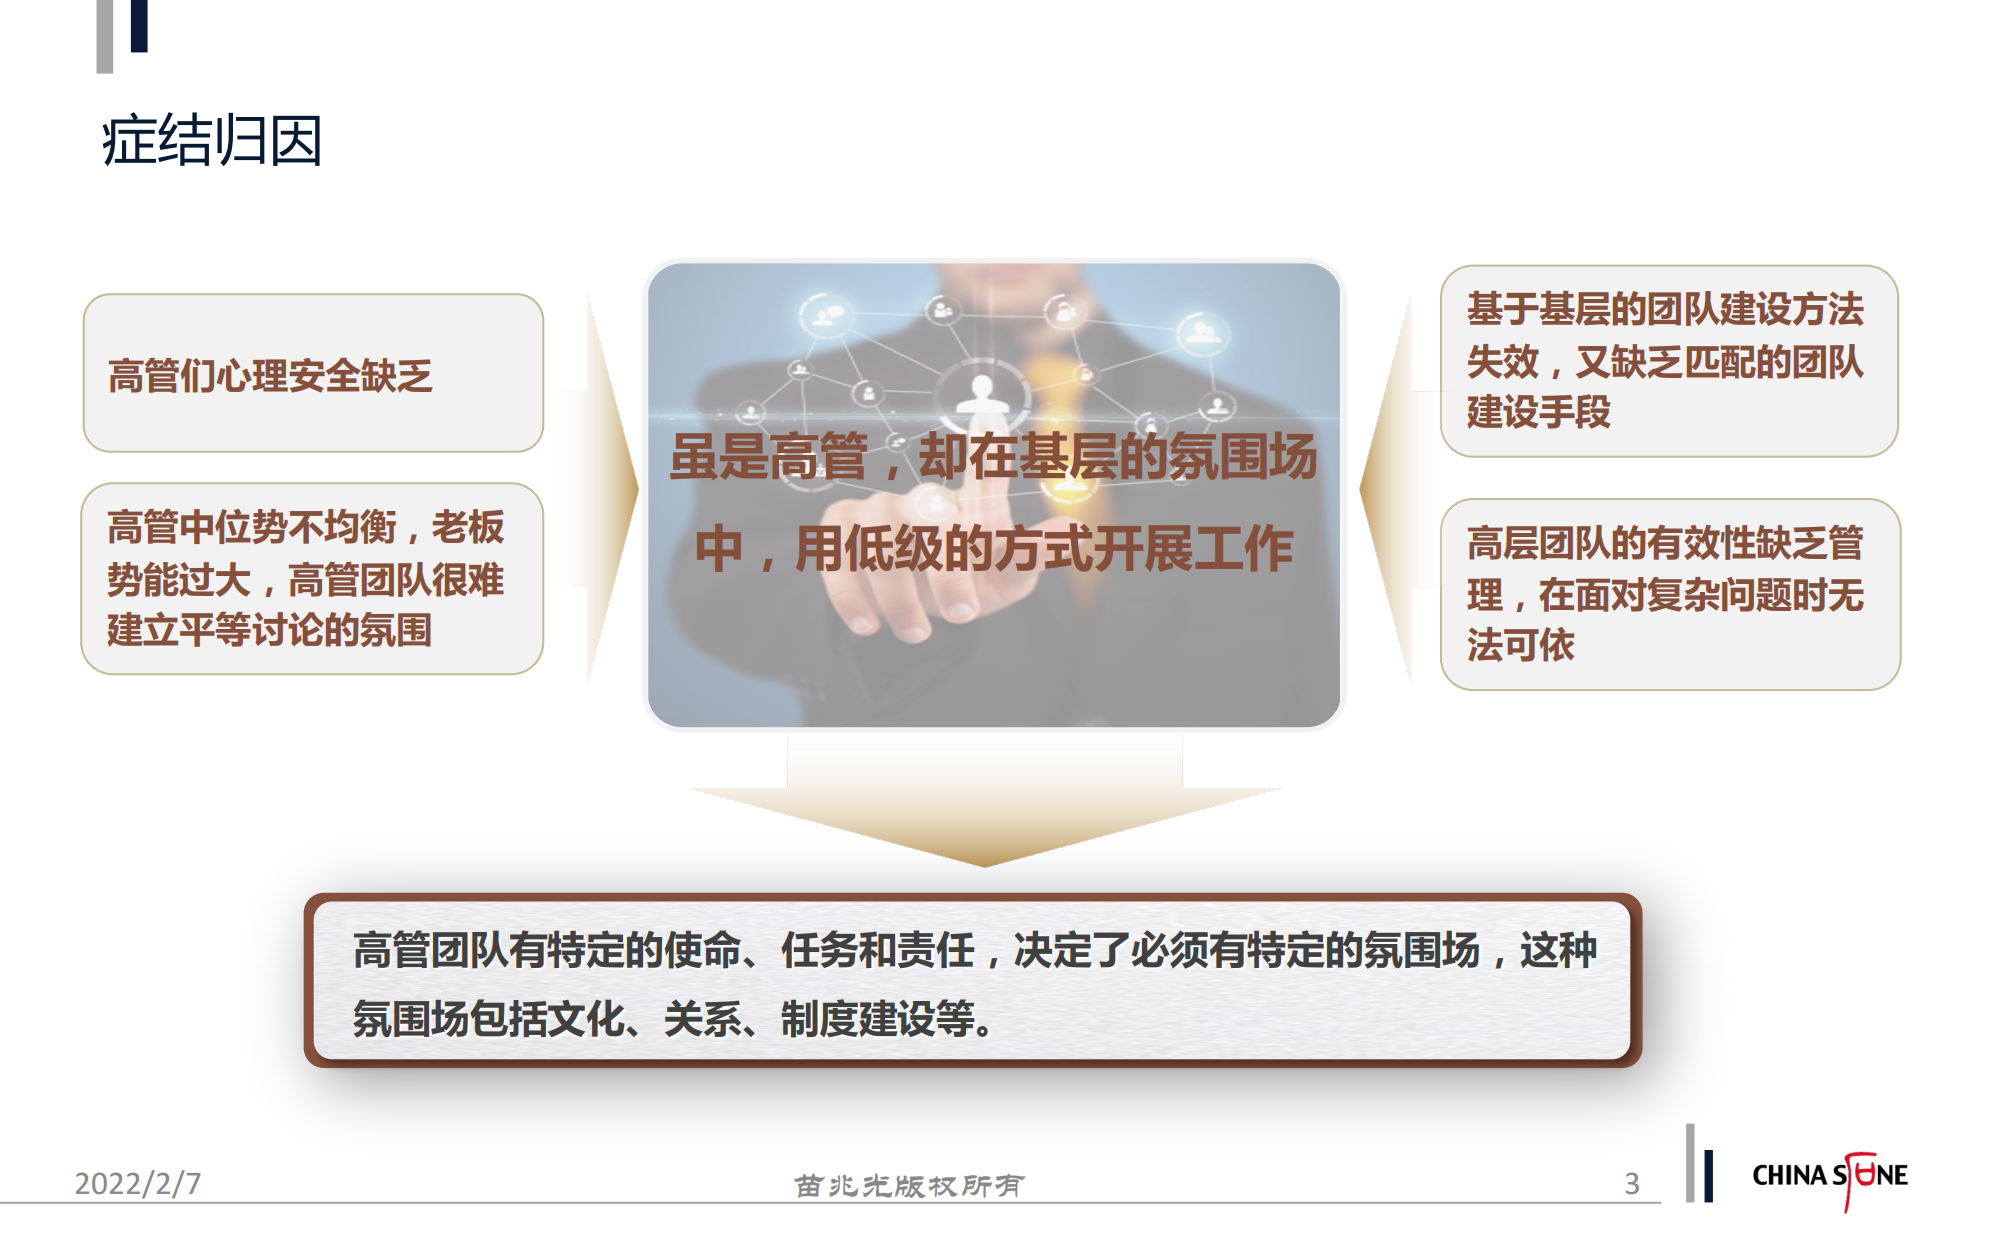 症结归因
高管们心理安全缺乏
高管中位势不均衡，老板
势能过大，高管团队很难
建立平等讨论的氛围
虽是高管，却在基层的氛围场
中，用低级的方式开展工作
基于基层的团队建设方法
失效，又缺乏匹配的团队
建设手段
高层团队的有效性缺乏管
理，在面对复杂问题时无
法可依
高管团队有特定的使命、任务和责任，决定了必须有特定的氛围场，这种
氛围场包括文化、关系、制度建设等。
2022/2/7
苗兆光版权所有
3
CHINA STONE